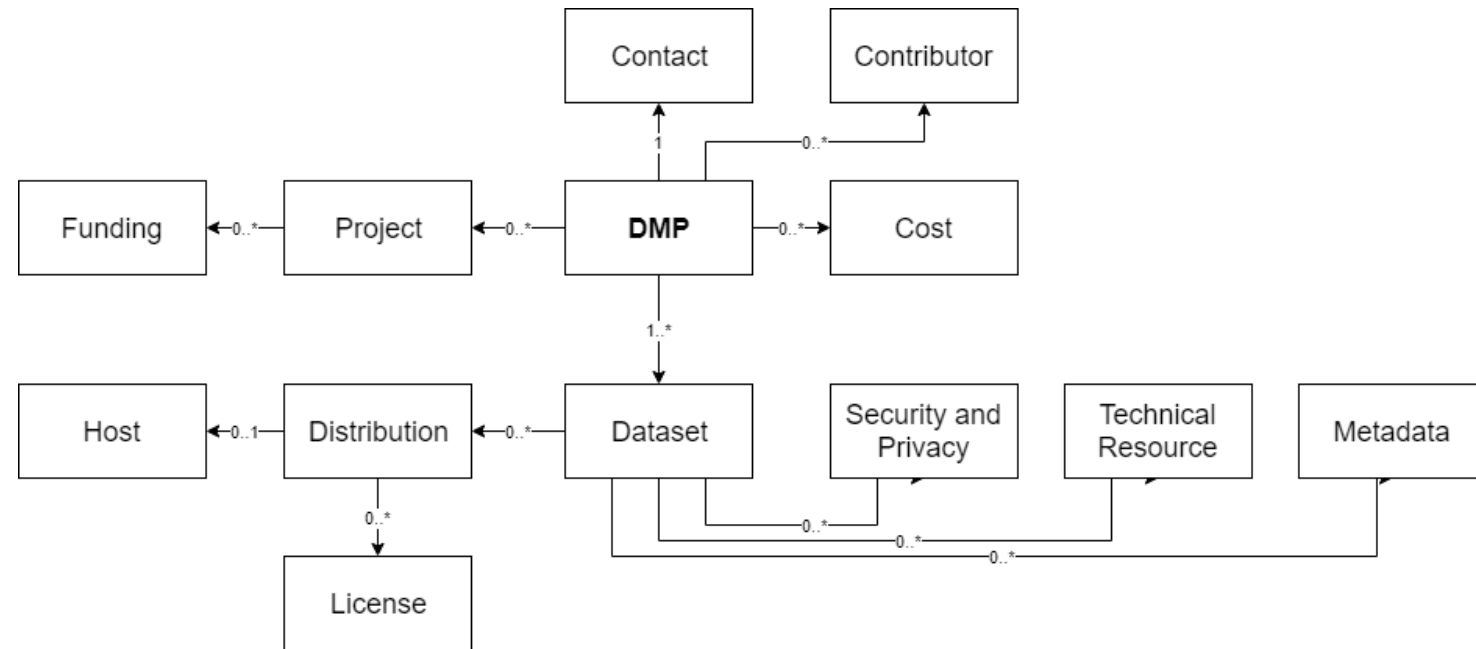 Contact
Contributor
1
0..*
Funding
0..*
Project
0..*
DMP
0..*
Cost
1..*
Host
0..1
Distribution
0..*
Dataset
Security and
Privacy
Technical
Resource
Metadata
0..*
0..*
0..*
0..*
License